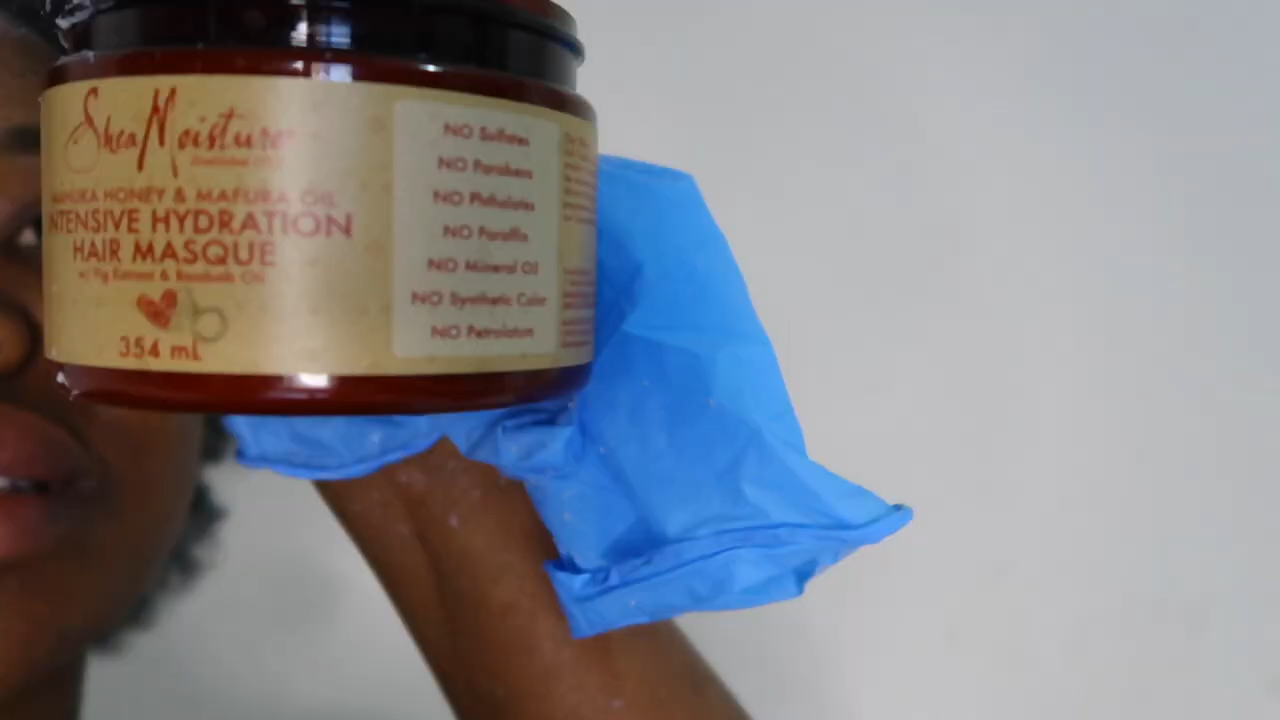 SheaMoisture
MANUKA HONEY & MAFURA OIL
INTENSIVE HYDRATION
HAIR MASQUE
w/ Fig Extract & Baobab Oil
354 mL
NO Sulfates
NO Parabens
NO Phthalates
NO Paraffin
NO Mineral Oil
NO Synthetic Color
NO Petrolatum